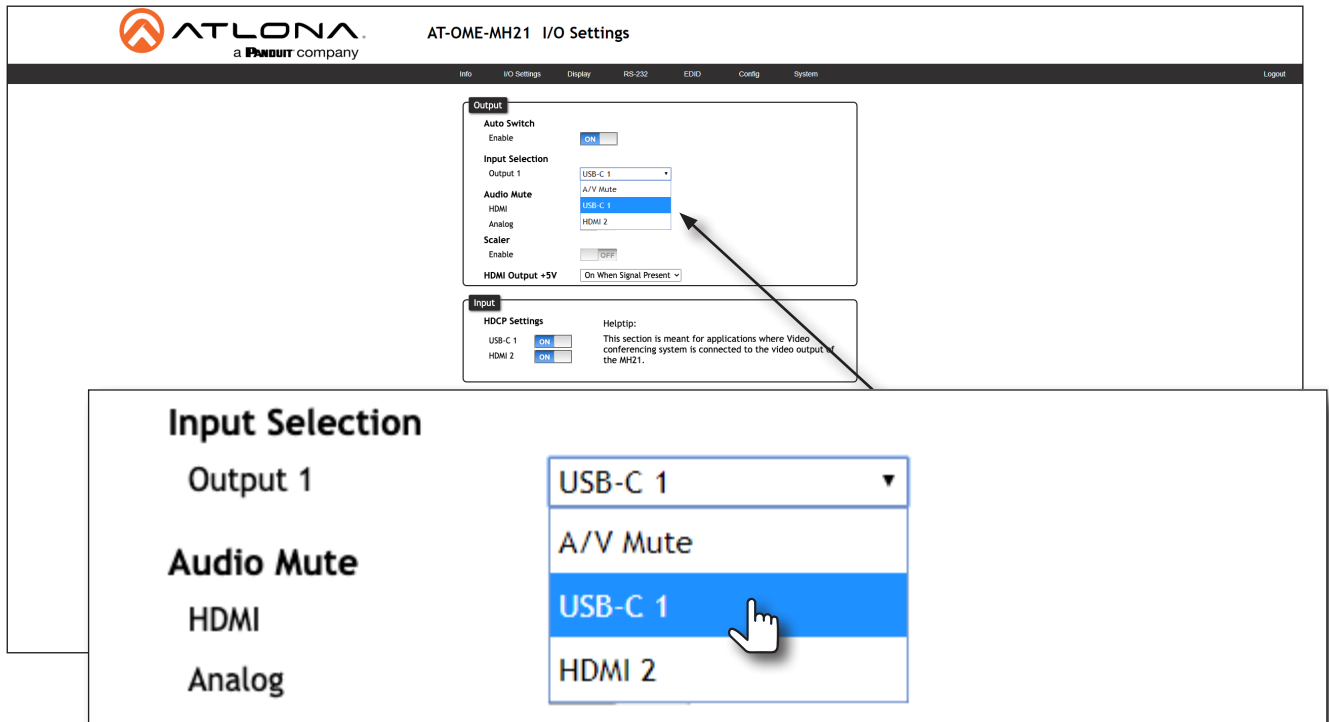 ATLONA.
a PANDUIT company
AT-OME-MH21 I/O Settings
Info I/O Settings Display RS-232 EDID Config System Logout
Output
Auto Switch
Enable ON
Input Selection
Output 1 USB-C 1
A/V Mute
Audio Mute
HDMI USB-C 1
Analog HDMI 2
Scaler
Enable OFF
HDMI Output +5V On When Signal Present
Input
HDCP Settings Helptip:
USB-C 1 ON This section is meant for applications where Video
HDMI 2 ON conferencing system is connected to the video output of
the MH21.
Input Selection
Output 1 USB-C 1
A/V Mute
Audio Mute
HDMI USB-C 1
Analog HDMI 2